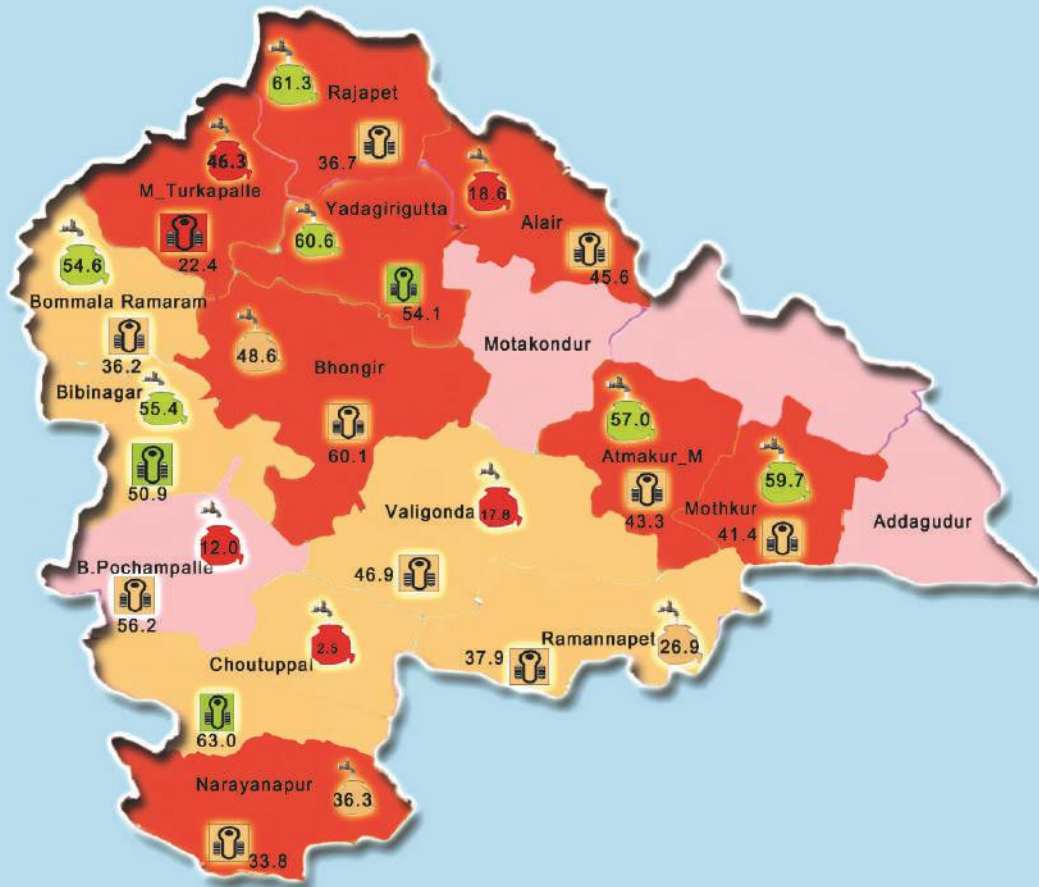 61.3
Rajapet
36.7
46.3
M_Turkapalle
22.4
18.6
Alair
45.6
Yadagirigutta
60.6
54.1
54.6
Bommala Ramaram
36.2
48.6
Bhongir
60.1
Motakondur
Bibinagar
55.4
50.9
57.0
Atmakur_M
43.3
59.7
Mothkur
41.4
Addagudur
17.8
Valigonda
46.9
12.0
B.Pochampalle
56.2
2.5
Choutuppal
63.0
Ramannapet
26.9
37.9
Narayanapur
36.3
33.8